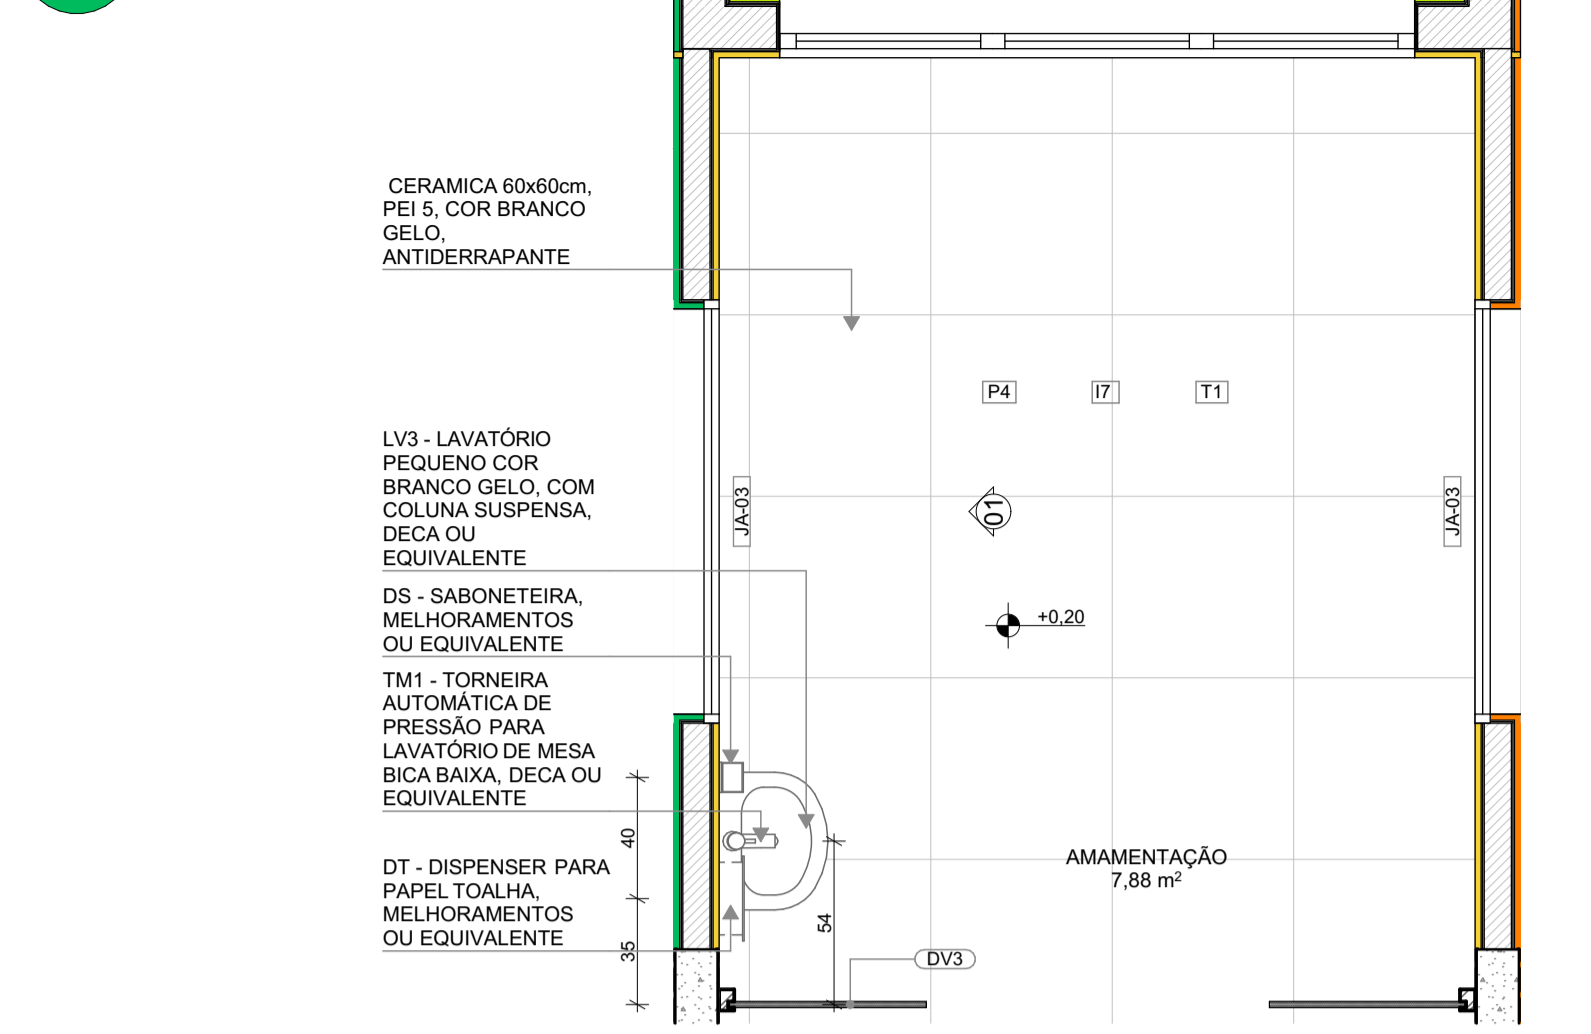 CERAMICA 60x60cm,
PEI 5, COR BRANCO
GELO,
ANTIDERRAPANTE
P4
I7
T1
LV3 - LAVATÓRIO
PEQUENO COR
BRANCO GELO, COM
COLUNA SUSPENSA,
DECA OU
EQUIVALENTE
JA-03
01
JA-03
DS - SABONETEIRA,
MELHORAMENTOS
OU EQUIVALENTE
+0,20
TM1 - TORNEIRA
AUTOMÁTICA DE
PRESSÃO PARA
LAVATÓRIO DE MESA
BICA BAIXA, DECA OU
EQUIVALENTE
40
DT - DISPENSER PARA
PAPEL TOALHA,
MELHORAMENTOS
OU EQUIVALENTE
35
54
AMAMENTAÇÃO
7,88 m²
DV3